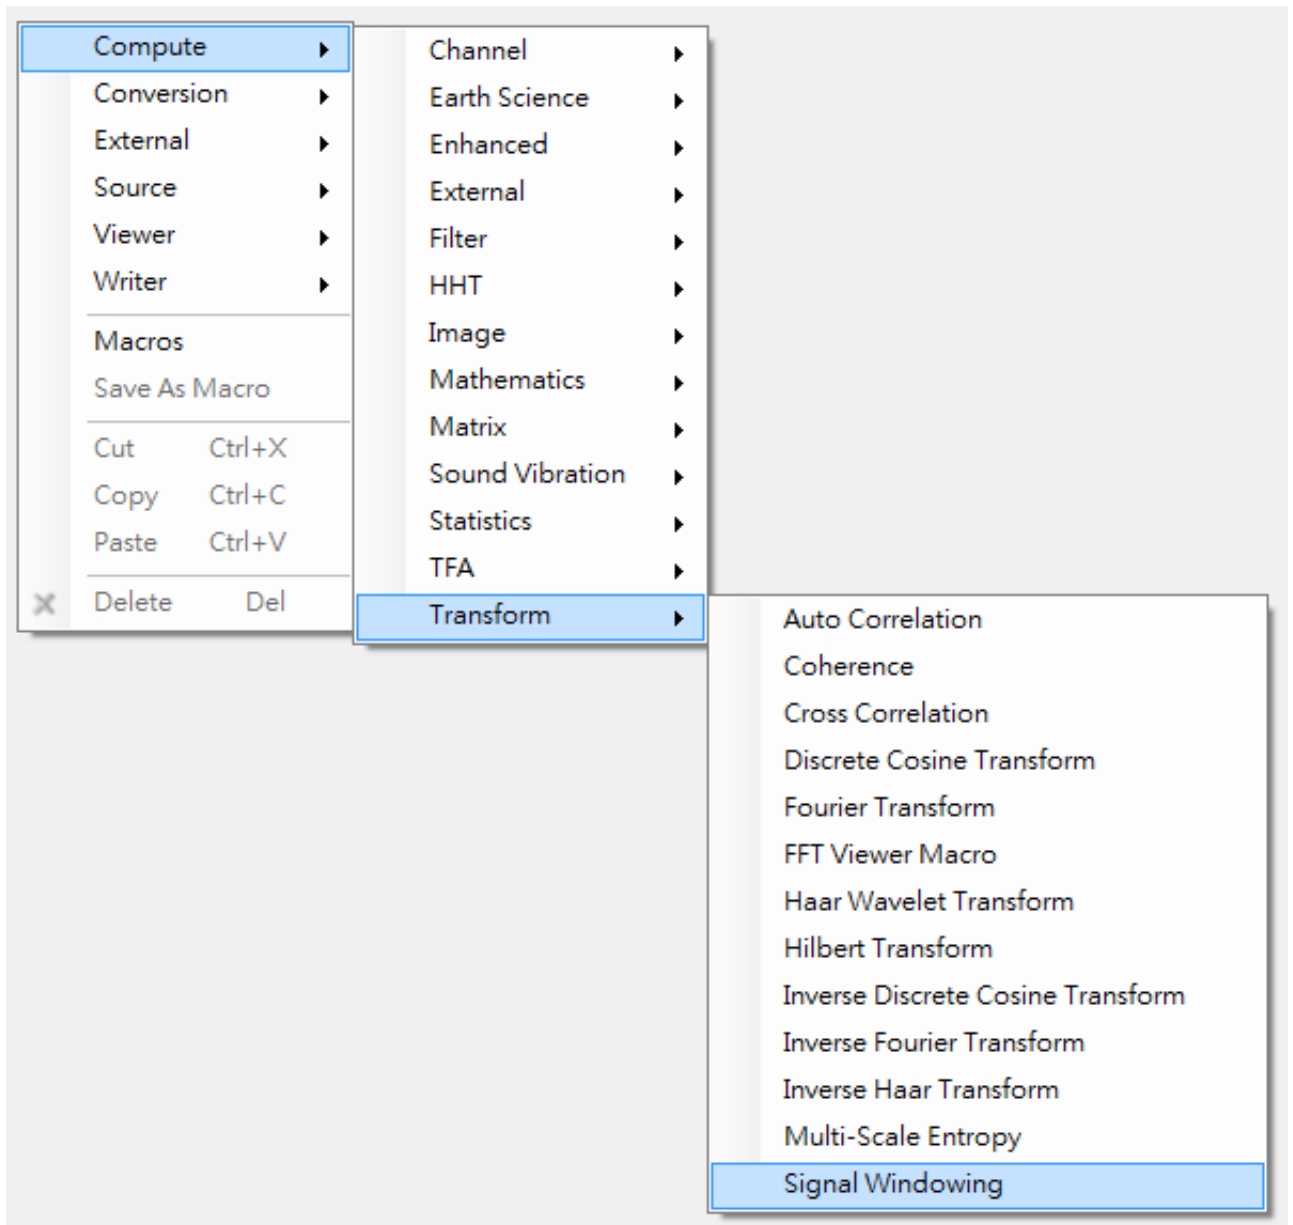 Compute
Conversion
External
Source
Viewer
Writer
Macros
Save As Macro
Cut Ctrl+X
Copy Ctrl+C
Paste Ctrl+V
Delete Del
Channel
Earth Science
Enhanced
External
Filter
HHT
Image
Mathematics
Matrix
Sound Vibration
Statistics
TFA
Transform
Auto Correlation
Coherence
Cross Correlation
Discrete Cosine Transform
Fourier Transform
FFT Viewer Macro
Haar Wavelet Transform
Hilbert Transform
Inverse Discrete Cosine Transform
Inverse Fourier Transform
Inverse Haar Transform
Multi-Scale Entropy
Signal Windowing